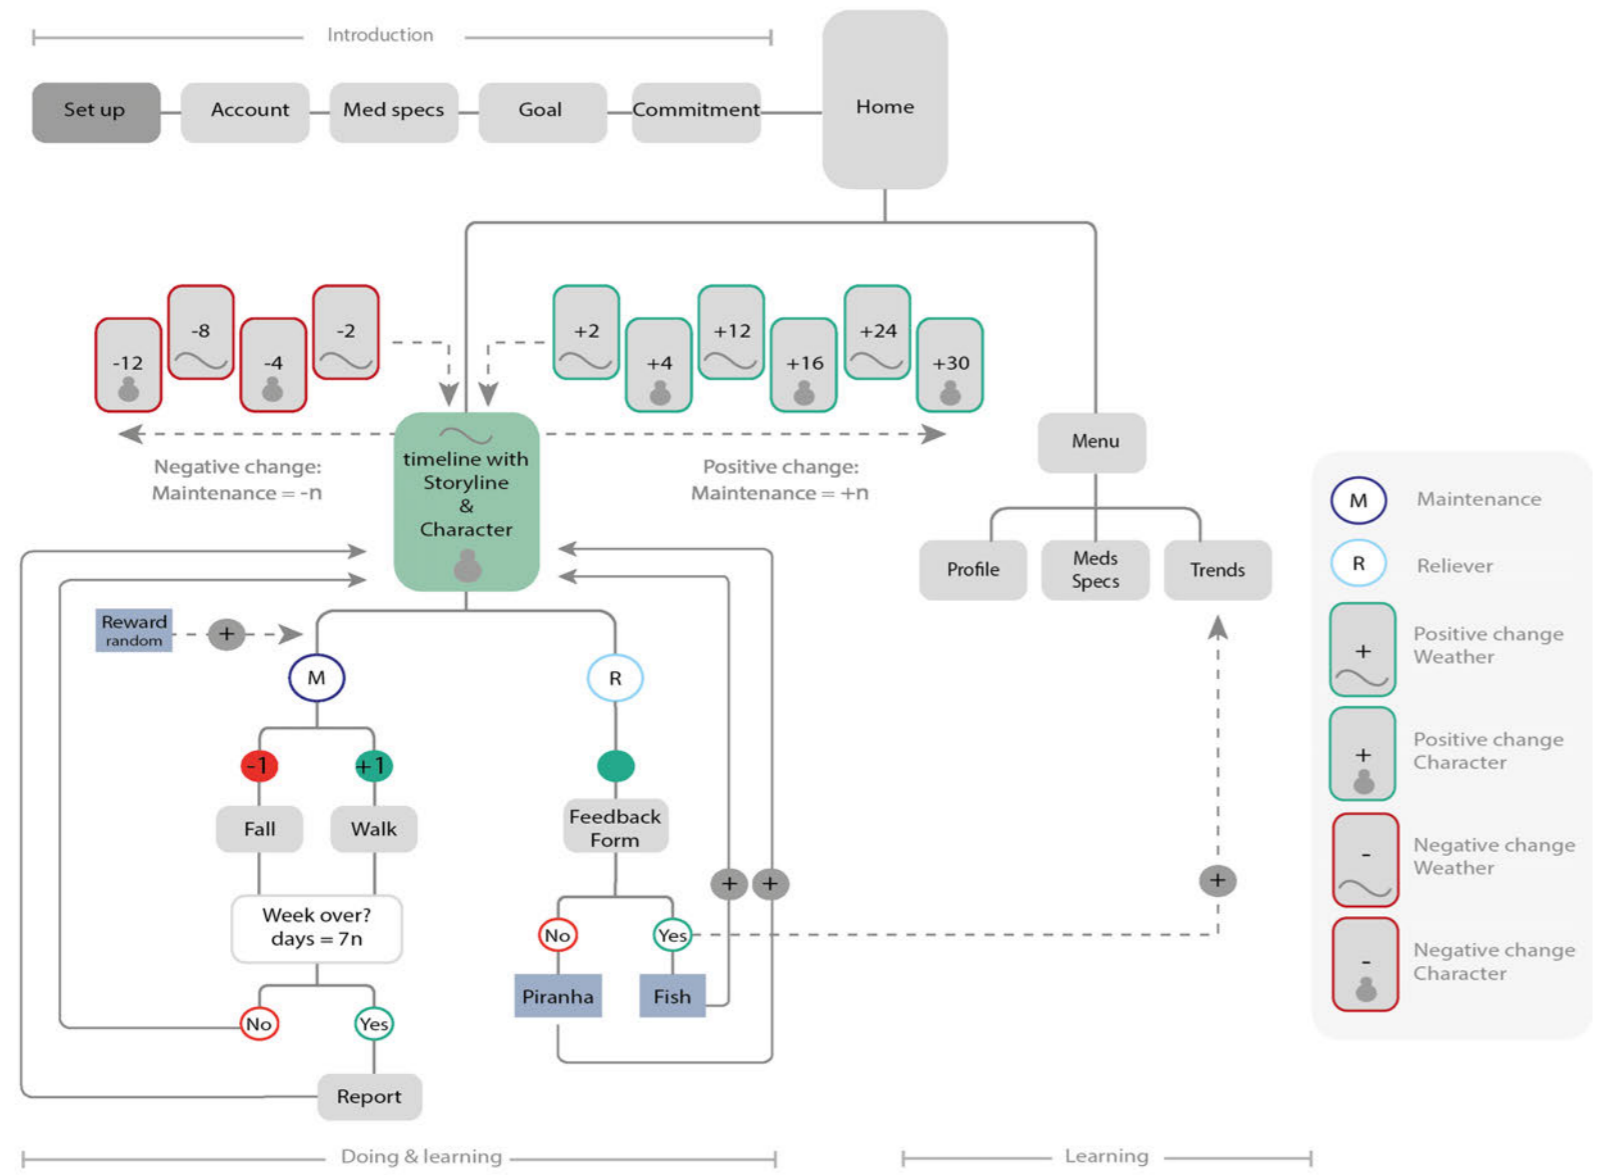 Introduction
Set up
Account
Med specs
Goal
Commitment
Home
-12
-8
-4
-2
+2
+4
+12
+16
+24
+30
Negative change:
Maintenance = -n
timeline with
Storyline
&
Character
Positive change:
Maintenance = +n
Menu
Profile
Meds
Specs
Trends
Reward
random
+
M
R
-1
+1
Fall
Walk
Feedback
Form
Week over?
days = 7n
No
Yes
Report
No
Yes
Piranha
Fish
+
+
+
M
Maintenance
R
Reliever
+
Positive change
Weather
+
Positive change
Character
-
Negative change
Weather
-
Negative change
Character
Doing & learning
Learning